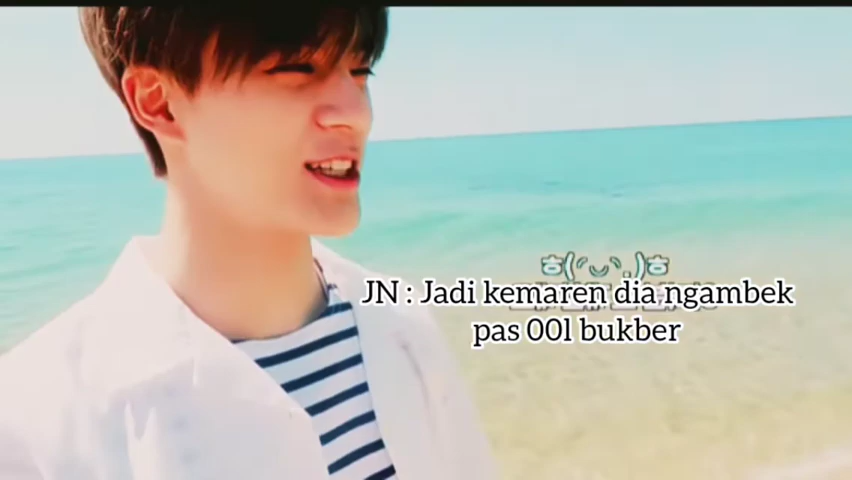 ㅎ(´◡`.)ㅎ
JN : Jadi kemaren dia ngambek
pas 00l bukber